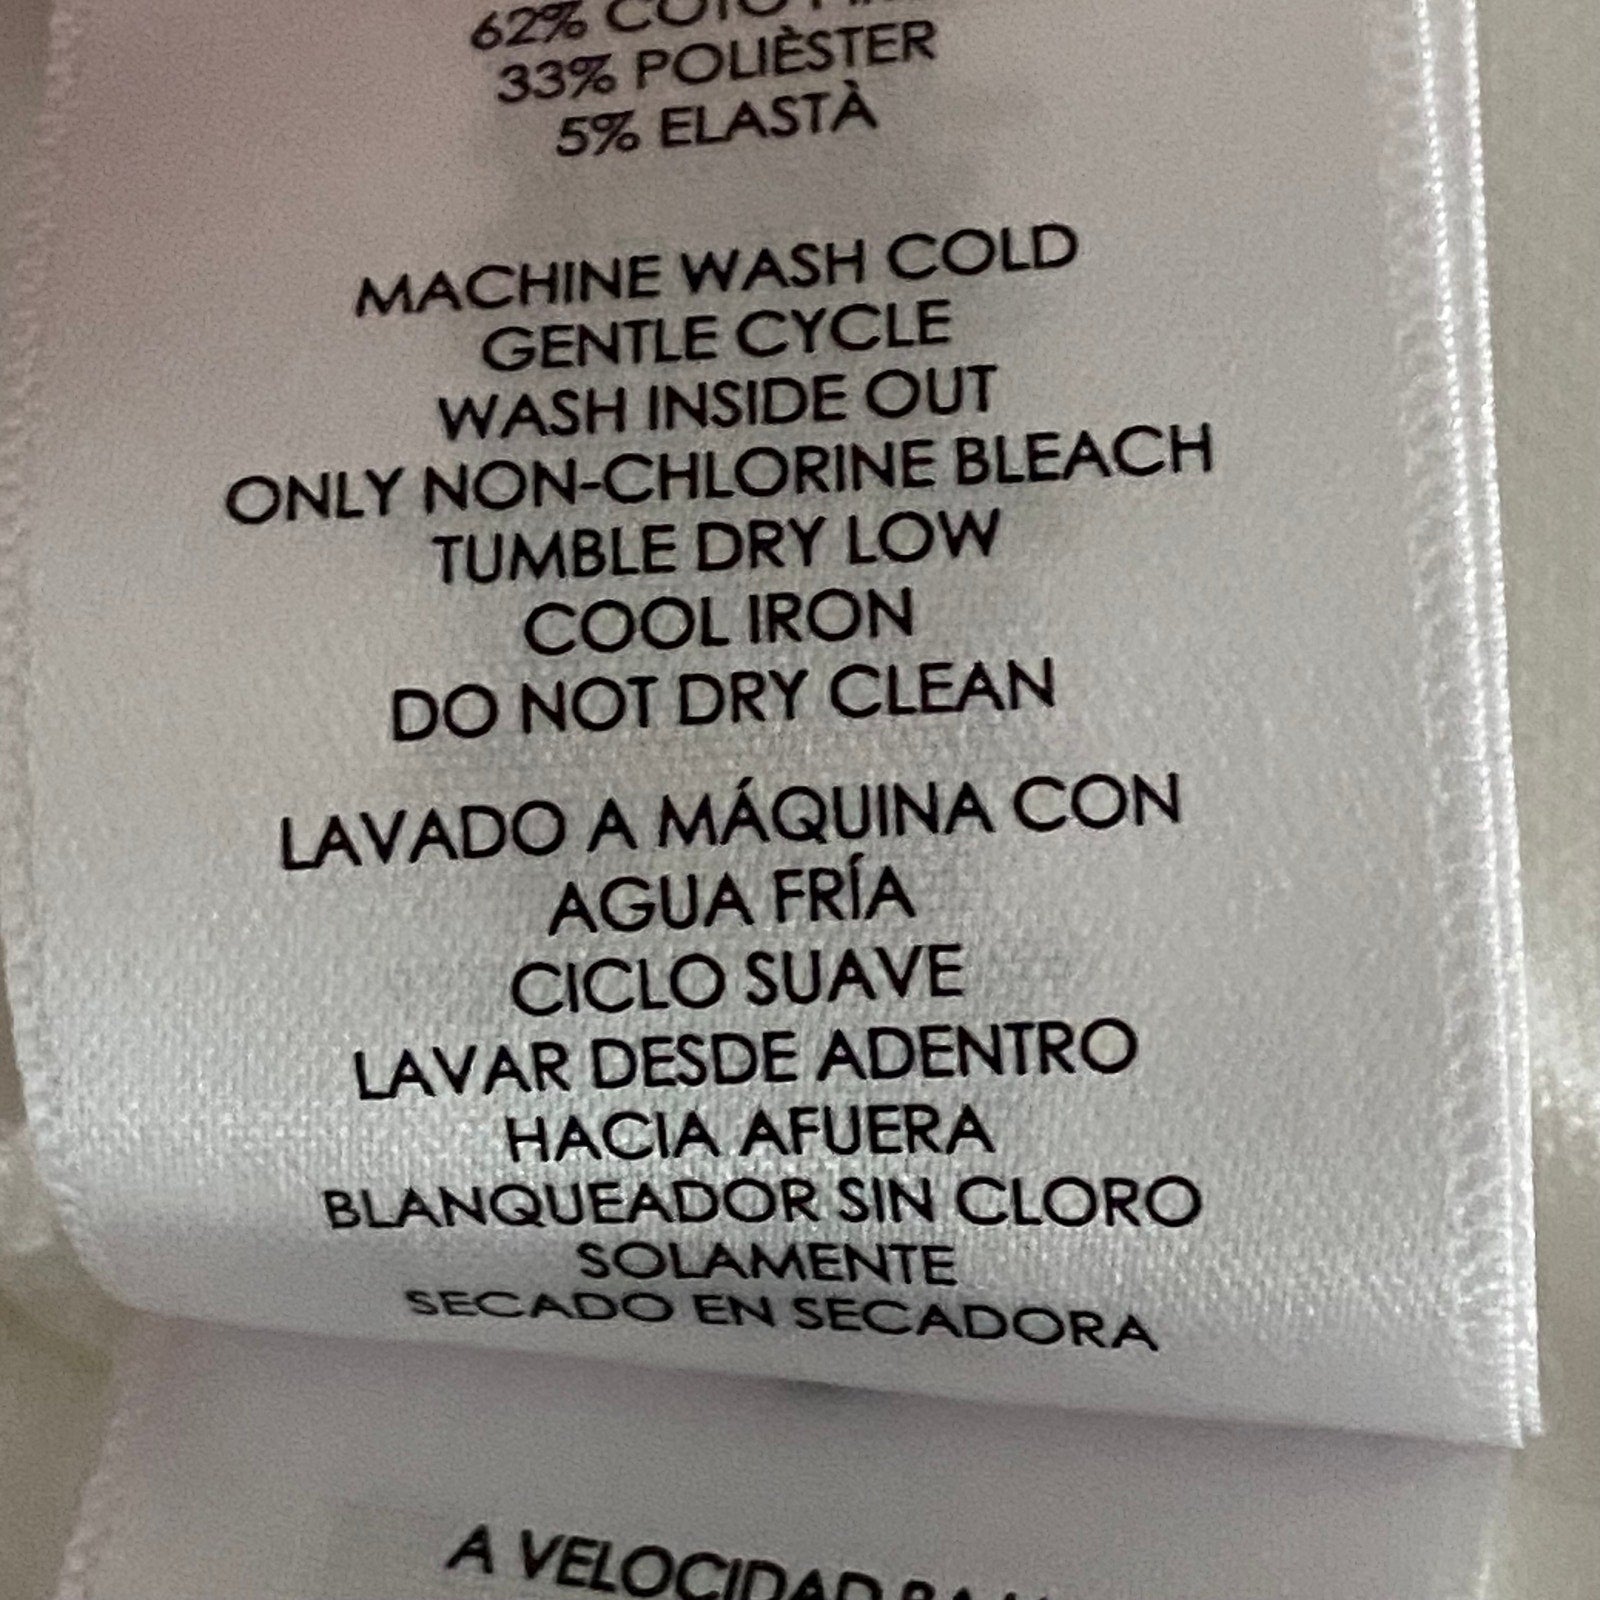 62%
33% POLIÈSTER
5% ELASTÀ
MACHINE WASH COLD
GENTLE CYCLE
WASH INSIDE OUT
ONLY NON-CHLORINE BLEACH
TUMBLE DRY LOW
COOL IRON
DO NOT DRY CLEAN
LAVADO A MÁQUINA CON
AGUA FRÍA
CICLO SUAVE
LAVAR DESDE ADENTRO
HACIA AFUERA
BLANQUEADOR SIN CLORO
SOLAMENTE
SECADO EN SECADORA
A VELOCIDAD